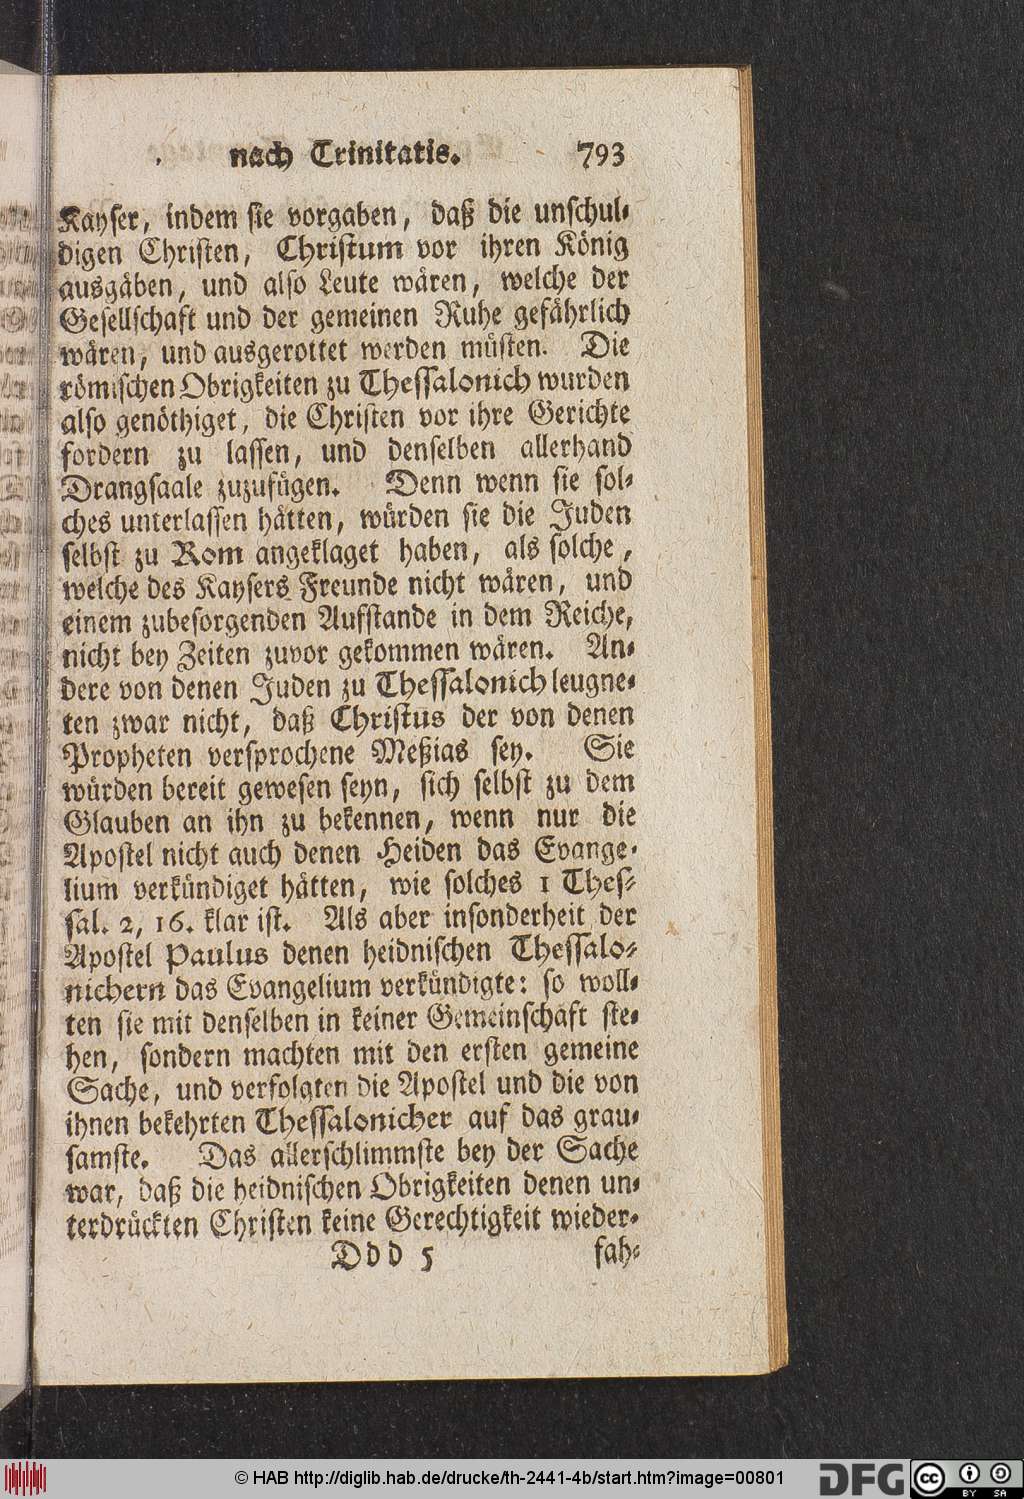 nach Trinitatis. 793
Kayser, indem sie vorgaben, daß die unschul-
digen Christen, Christum vor ihren König
ausgäben, und also Leute wären, welche der
Gesellschaft und der gemeinen Ruhe gefährlich
wären, und ausgerottet werden müsten. Die
römischen Obrigkeiten zu Thessalonich wurden
also genöthiget, die Christen vor ihre Gerichte
fordern zu lassen, und denselben allerhand
Drangsaale zuzufügen. Denn wenn sie sol-
ches unterlassen hätten, würden sie die Juden
selbst zu Rom angeklaget haben, als solche,
welche des Kaysers Freunde nicht wären, und
einem zubesorgenden Aufstande in dem Reiche,
nicht bey Zeiten zuvor gekommen wären. An-
dere von denen Juden zu Thessalonich leugne-
ten zwar nicht, daß Christus der von denen
Propheten versprochene Meßias sey. Sie
würden bereit gewesen seyn, sich selbst zu dem
Glauben an ihn zu bekennen, wenn nur die
Apostel nicht auch denen Heiden das Evange-
lium verkündiget hätten, wie solches 1 Thes-
sal. 2, 16. klar ist. Als aber insonderheit der
Apostel Paulus denen heidnischen Thessalo-
nichern das Evangelium verkündigte: so woll-
ten sie mit denselben in keiner Gemeinschaft ste-
hen, sondern machten mit den ersten gemeine
Sache, und verfolgten die Apostel und die von
ihnen bekehrten Thessalonicher auf das grau-
samste. Das allerschlimmste bey der Sache
war, daß die heidnischen Obrigkeiten denen un-
terdrückten Christen keine Gerechtigkeit wieder-
Ddd 5 fah-
© HAB http://diglib.hab.de/drucke/th-2441-4b/start.htm?image=00801
DFG cc BY SA